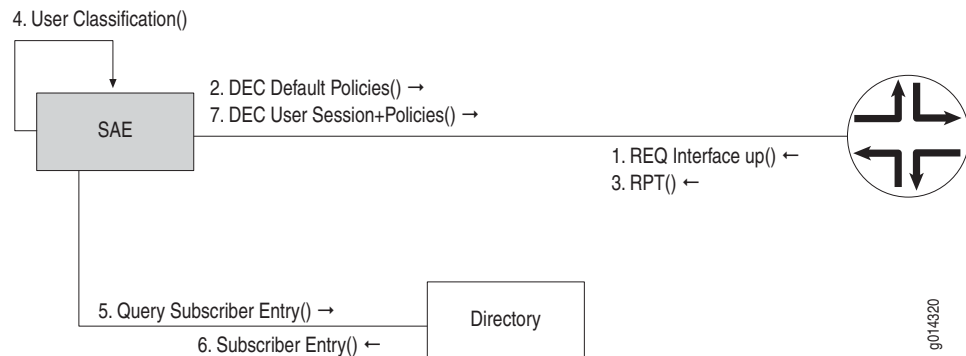 4. User Classification()
2. DEC Default Policies() →
7. DEC User Session+Policies() →
SAE
1. REQ Interface up() ←
3. RPT() ←
5. Query Subscriber Entry() →
Directory
6. Subscriber Entry() ←
g014320